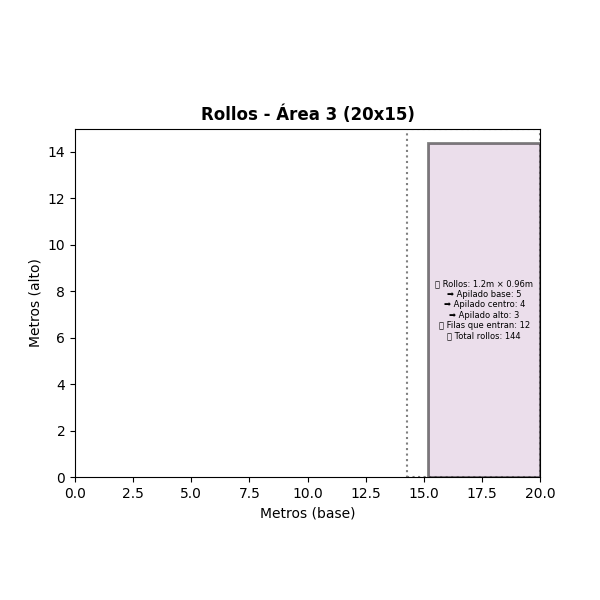 Rollos - Área 3 (20x15)
14
12
10
8
6
4
2
0
Metros (alto)
▯ Rollos: 1.2m × 0.96m
➡ Apilado base: 5
➡ Apilado centro: 4
➡ Apilado alto: 3
▯ Filas que entran: 12
▯ Total rollos: 144
0.0 2.5 5.0 7.5 10.0 12.5 15.0 17.5 20.0
Metros (base)